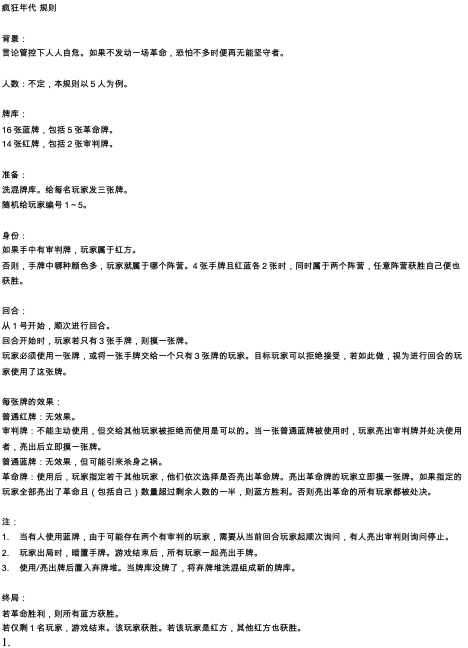 疯狂年代 规则
背景：
言论管控下人人自危。如果不发动一场革命，恐怕不多时便再无能坚守者。
人数：不定，本规则以 5 人为例。
牌库：
16 张蓝牌，包括 5 张革命牌。
14 张红牌，包括 2 张审判牌。
准备：
洗混牌库。给每名玩家发三张牌。
随机给玩家编号 1～5。
身份：
如果手中有审判牌，玩家属于红方。
否则，手牌中哪种颜色多，玩家就属于哪个阵营。4 张手牌且红蓝各 2 张时，同时属于两个阵营，任意阵营获胜自己便也
获胜。
回合：
从 1 号开始，顺次进行回合。
回合开始时，玩家若只有 3 张手牌，则摸一张牌。
玩家必须使用一张牌，或将一张手牌交给一个只有 3 张牌的玩家。目标玩家可以拒绝接受，若如此做，视为进行回合的玩
家使用了这张牌。
每张牌的效果：
普通红牌：无效果。
审判牌：不能主动使用，但交给其他玩家被拒绝而使用是可以的。当一张普通蓝牌被使用时，玩家亮出审判牌并处决使用
者，亮出后立即摸一张牌。
普通蓝牌：无效果，但可能引来杀身之祸。
革命牌：使用后，玩家指定若干其他玩家，他们依次选择是否亮出革命牌。亮出革命牌的玩家立即摸一张牌。如果指定的
玩家全部亮出了革命且（包括自己）数量超过剩余人数的一半，则蓝方胜利。否则亮出革命的所有玩家都被处决。
注：
1. 当有人使用蓝牌，由于可能存在两个有审判的玩家，需要从当前回合玩家起顺次询问，有人亮出审判则询问停止。
2. 玩家出局时，暗置手牌。游戏结束后，所有玩家一起亮出手牌。
3. 使用/亮出牌后置入弃牌堆。当牌库没牌了，将弃牌堆洗混组成新的牌库。
终局：
若革命胜利，则所有蓝方获胜。
若仅剩 1 名玩家，游戏结束。该玩家获胜。若该玩家是红方，其他红方也获胜。
1.